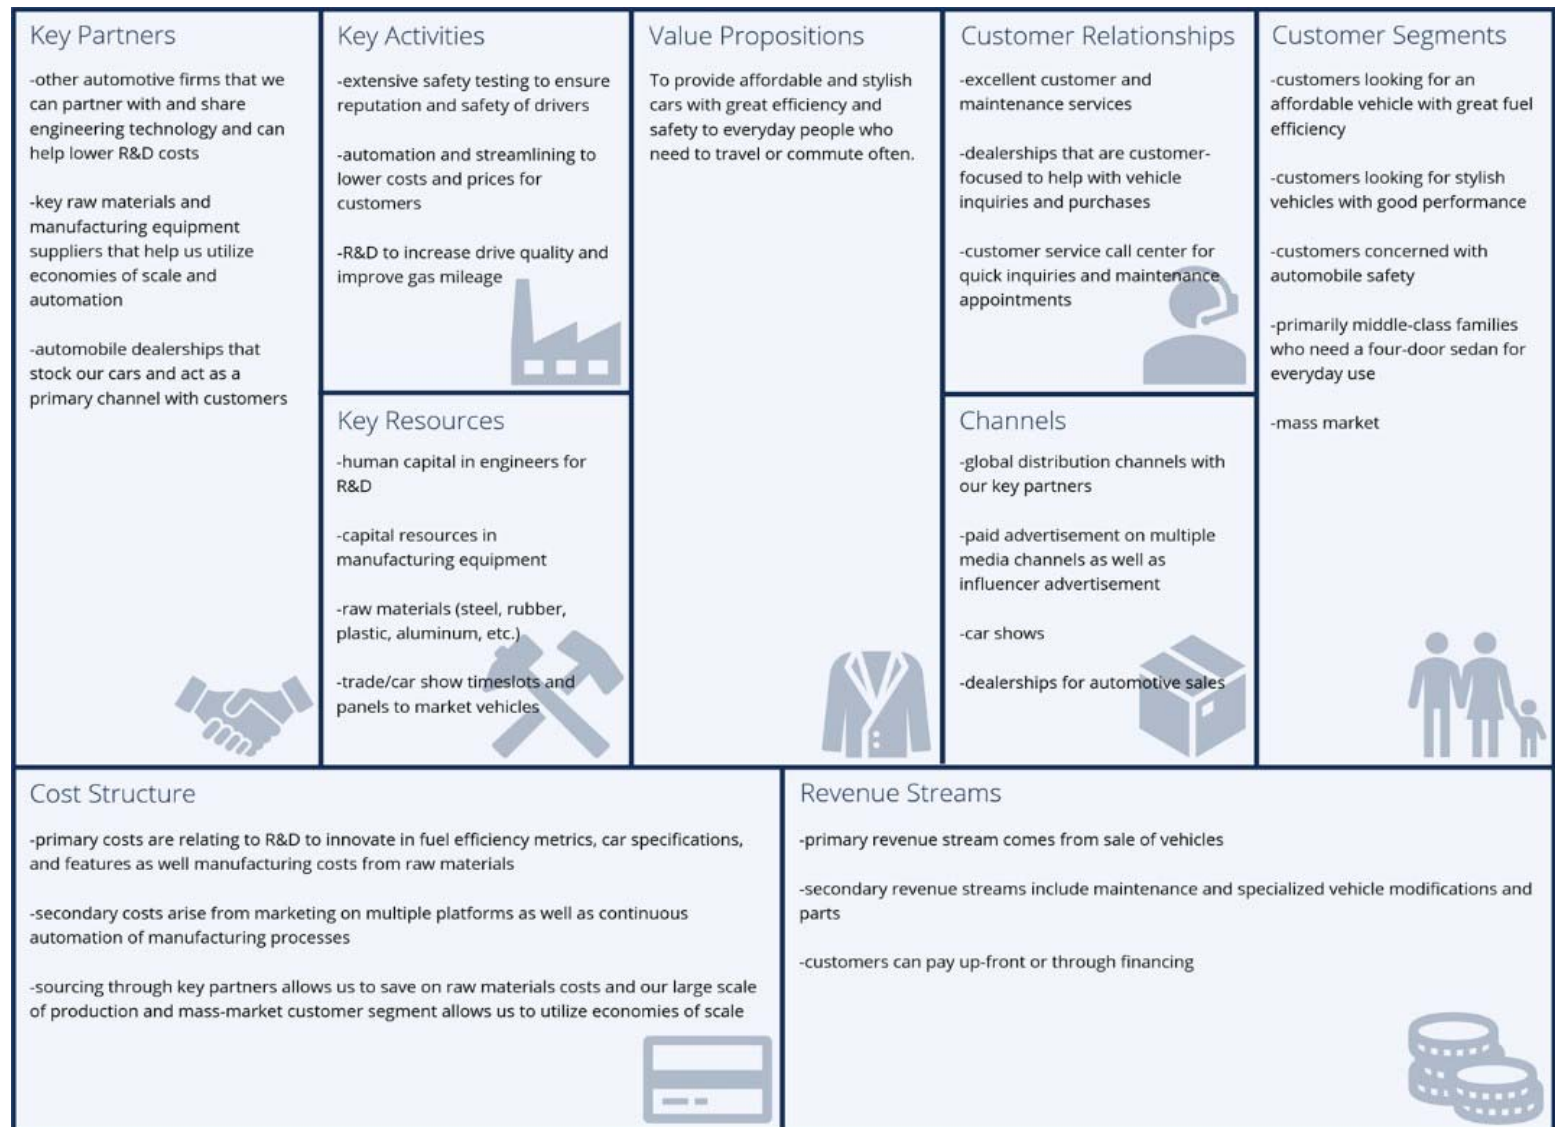 Key Partners
-other automotive firms that we
can partner with and share
engineering technology and can
help lower R&D costs
-key raw materials and
manufacturing equipment
suppliers that help us utilize
economies of scale and
automation
-automobile dealerships that
stock our cars and act as a
primary channel with customers
Key Activities
-extensive safety testing to ensure
reputation and safety of drivers
-automation and streamlining to
lower costs and prices for
customers
-R&D to increase drive quality and
improve gas mileage
Key Resources
-human capital in engineers for
R&D
-capital resources in
manufacturing equipment
-raw materials (steel, rubber,
plastic, aluminum, etc.)
-trade/car show timeslots and
panels to market vehicles
Value Propositions
To provide affordable and stylish
cars with great efficiency and
safety to everyday people who
need to travel or commute often.
Customer Relationships
-excellent customer and
maintenance services
-dealerships that are customer-
focused to help with vehicle
inquiries and purchases
-customer service call center for
quick inquiries and maintenance
appointments
Channels
-global distribution channels with
our key partners
-paid advertisement on multiple
media channels as well as
influencer advertisement
-car shows
-dealerships for automotive sales
Customer Segments
-customers looking for an
affordable vehicle with great fuel
efficiency
-customers looking for stylish
vehicles with good performance
-customers concerned with
automobile safety
-primarily middle-class families
who need a four-door sedan for
everyday use
-mass market
Cost Structure
-primary costs are relating to R&D to innovate in fuel efficiency metrics, car specifications,
and features as well manufacturing costs from raw materials
-secondary costs arise from marketing on multiple platforms as well as continuous
automation of manufacturing processes
-sourcing through key partners allows us to save on raw materials costs and our large scale
of production and mass-market customer segment allows us to utilize economies of scale
Revenue Streams
-primary revenue stream comes from sale of vehicles
-secondary revenue streams include maintenance and specialized vehicle modifications and
parts
-customers can pay up-front or through financing